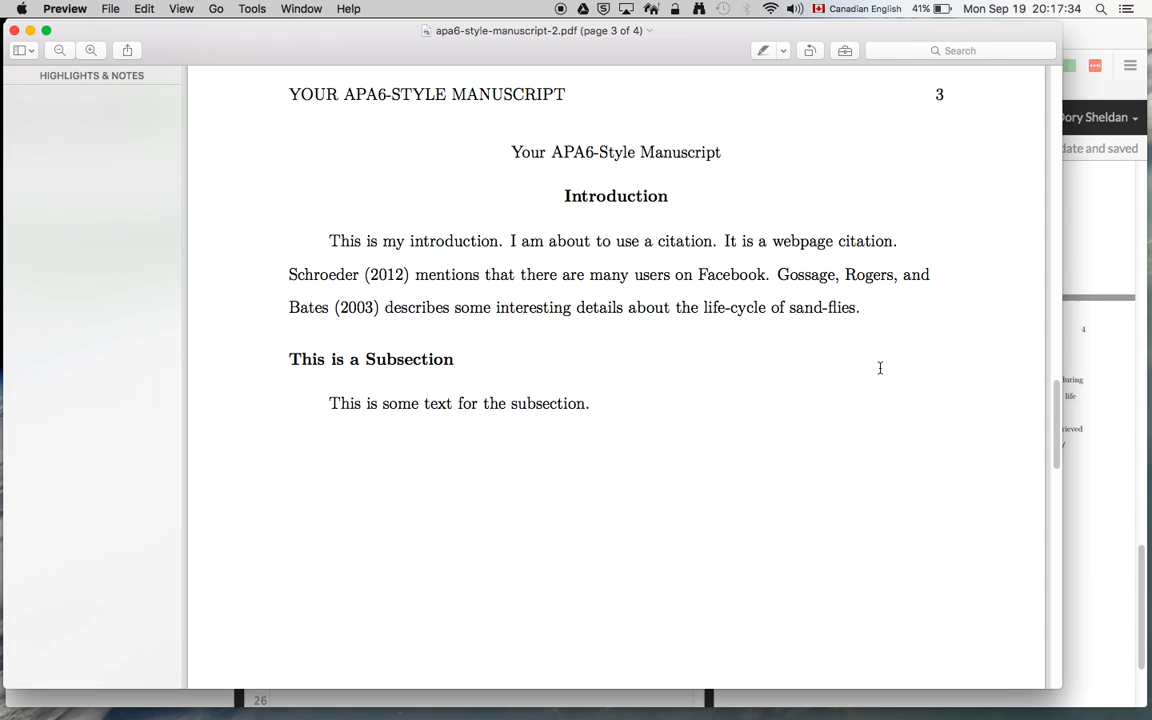 Preview File Edit View Go Tools Window Help 5 Canadian English 41% Mon Sep 19 20:17:34
apa6-style-manuscript-2.pdf (page 3 of 4)
Search
HIGHLIGHTS & NOTES
YOUR APA6-STYLE MANUSCRIPT 3
Your APA6-Style Manuscript
Introduction
This is my introduction. I am about to use a citation. It is a webpage citation.
Schroeder (2012) mentions that there are many users on Facebook. Gossage, Rogers, and
Bates (2003) describes some interesting details about the life-cycle of sand-flies.
This is a Subsection
This is some text for the subsection.
Dory Sheldan
date and saved
4
during
life
rieved
26